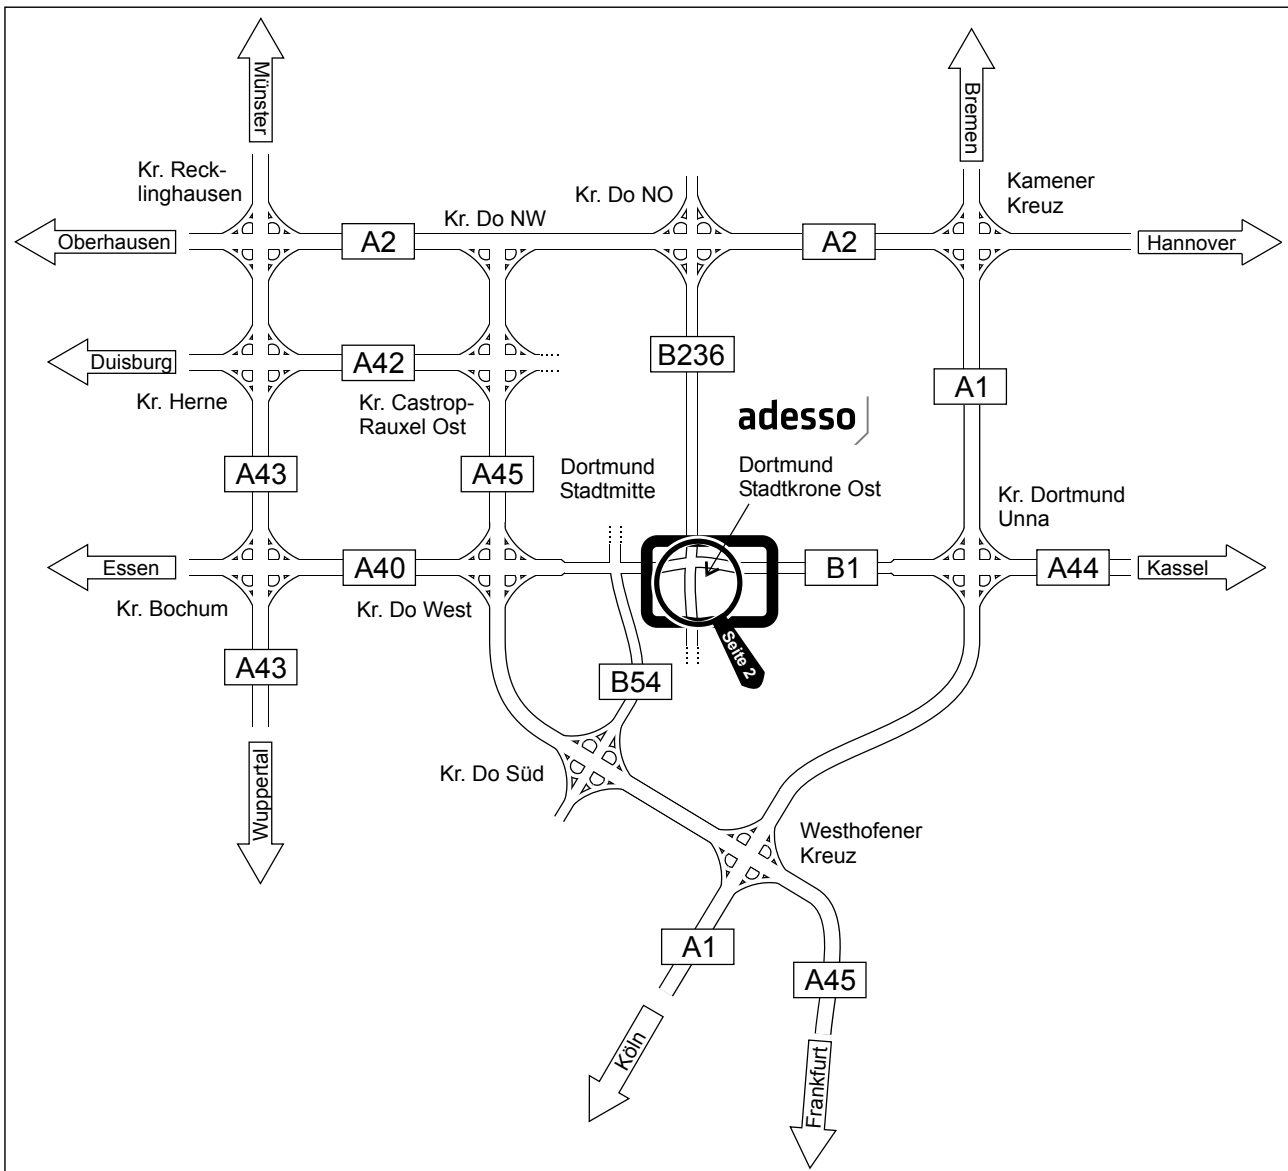 Münster
Bremen
Kr. Reck-
linghausen
Kr. Do NW
Kr. Do NO
Kamener
Kreuz
Oberhausen
A2
A2
Hannover
Duisburg
A42
B236
Kr. Herne
Kr. Castrop-
Rauxel Ost
A1
adesso
A43
A45
Dortmund
Stadtmitte
Dortmund
Stadtkrone Ost
Kr. Dortmund
Unna
Essen
A40
B1
A44
Kassel
Kr. Bochum
Kr. Do West
Seite 2
A43
B54
Wuppertal
Kr. Do Süd
Westhofener
Kreuz
A1
A45
Köln
Frankfurt